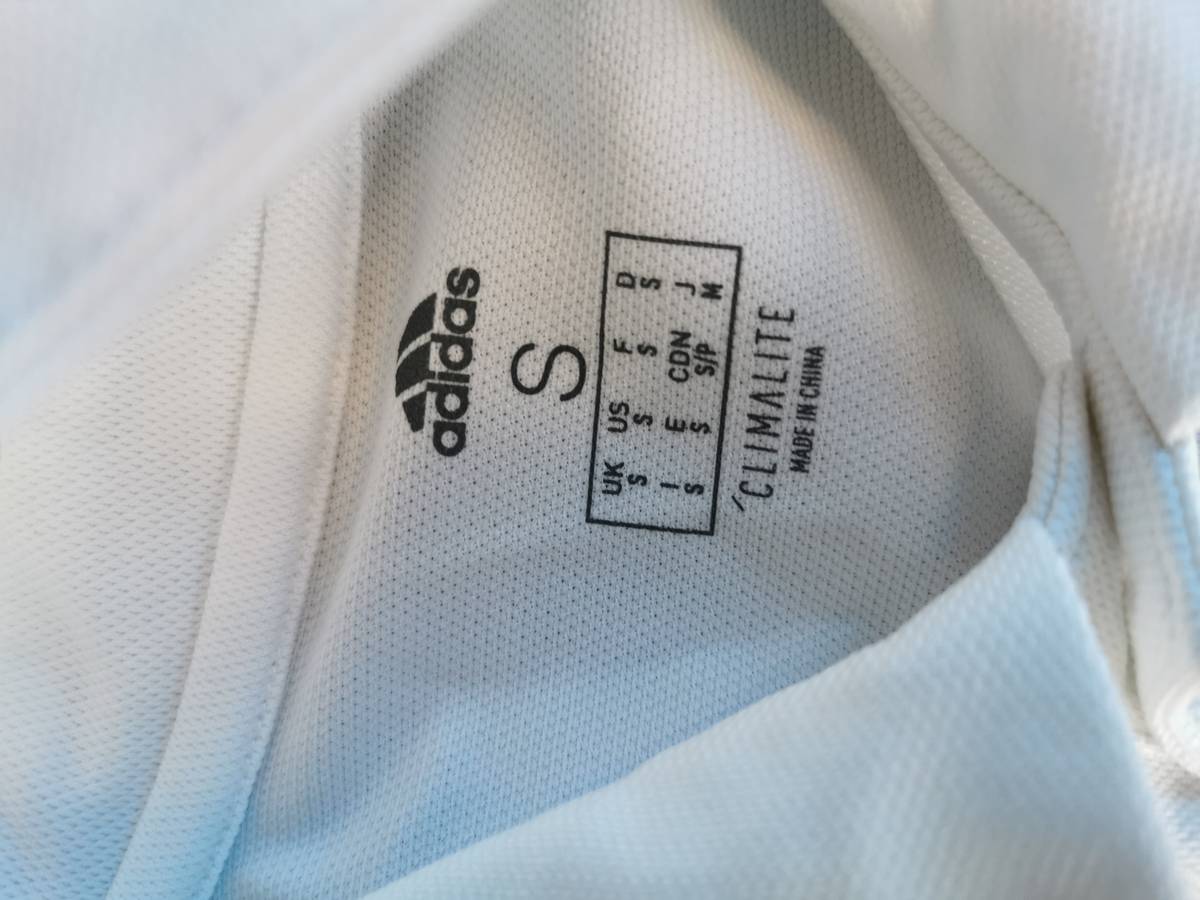 adidas
S
UK US F D
S S S S
I E CDN J
S S S/P M
CLIMALITE
MADE IN CHINA